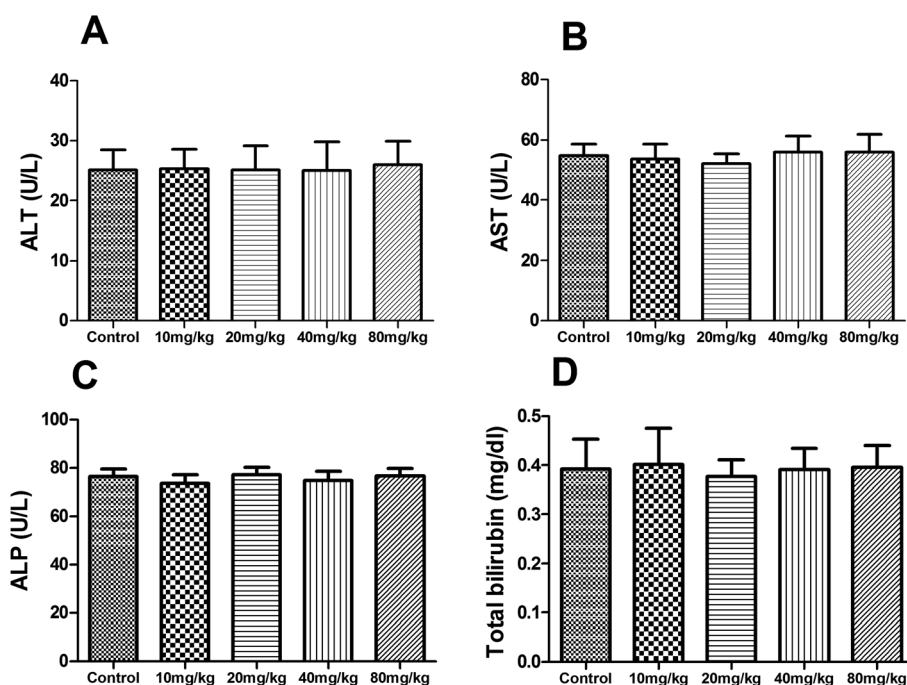 A
ALT (U/L)
40
30
20
10
0
Control 10mg/kg 20mg/kg 40mg/kg 80mg/kg
B
AST (U/L)
80
60
40
20
0
Control 10mg/kg 20mg/kg 40mg/kg 80mg/kg
C
ALP (U/L)
100
80
60
40
20
0
Control 10mg/kg 20mg/kg 40mg/kg 80mg/kg
D
Total bilirubin (mg/dl)
0.5
0.4
0.3
0.2
0.1
0.0
Control 10mg/kg 20mg/kg 40mg/kg 80mg/kg